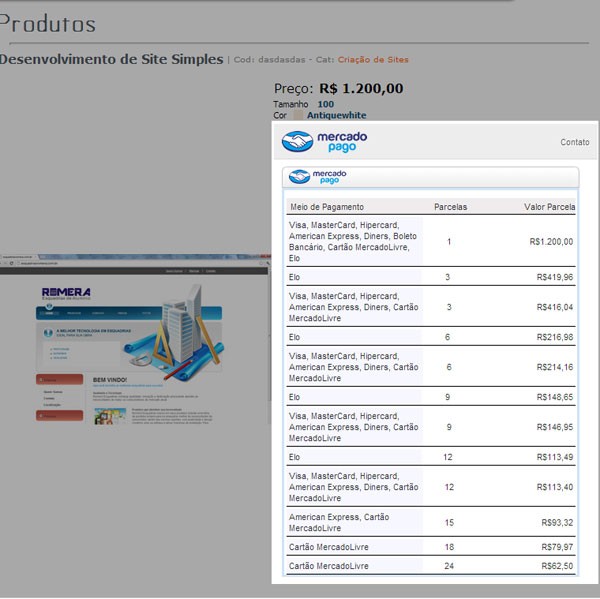 Produtos
Desenvolvimento de Site Simples | Cod: dasdasdas - Cat: Criação de Sites
Preço: R$ 1.200,00
Tamanho 100
Cor Antiquewhite
mercado
pago
Contato
mercado
pago
Meio de Pagamento Parcelas Valor Parcela
Visa, MasterCard, Hipercard,
American Express, Diners, Boleto
Bancário, Cartão MercadoLivre,
Elo
1 R$1.200,00
Elo 3 R$419,96
Visa, MasterCard, Hipercard,
American Express, Diners, Cartão
MercadoLivre
3 R$416,04
Elo 6 R$216,98
Visa, MasterCard, Hipercard,
American Express, Diners, Cartão
MercadoLivre
6 R$214,16
Elo 9 R$148,65
Visa, MasterCard, Hipercard,
American Express, Diners, Cartão
MercadoLivre
9 R$146,95
Elo 12 R$113,49
Visa, MasterCard, Hipercard,
American Express, Diners, Cartão
MercadoLivre
12 R$113,40
American Express, Cartão
MercadoLivre
15 R$93,32
Cartão MercadoLivre 18 R$79,97
Cartão MercadoLivre 24 R$62,50
ROMERA
Esquadrias de Alumínio
A MELHOR TECNOLOGIA EM ESQUADRIAS
BEM VINDO!